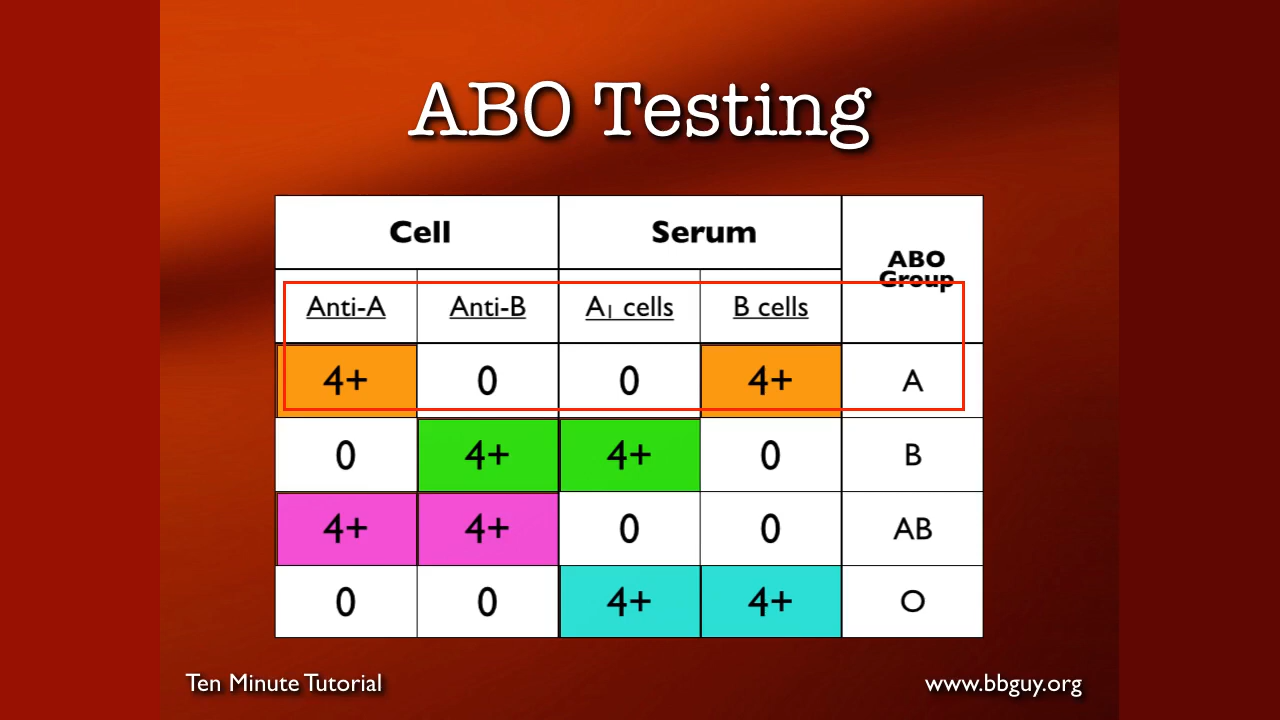 ABO Testing
Cell Serum ABO
Group
Anti-A Anti-B A₁ cells B cells
4+ 0 0 4+ A
0 4+ 4+ 0 B
4+ 4+ 0 0 AB
0 0 4+ 4+ O
Ten Minute Tutorial www.bbguy.org